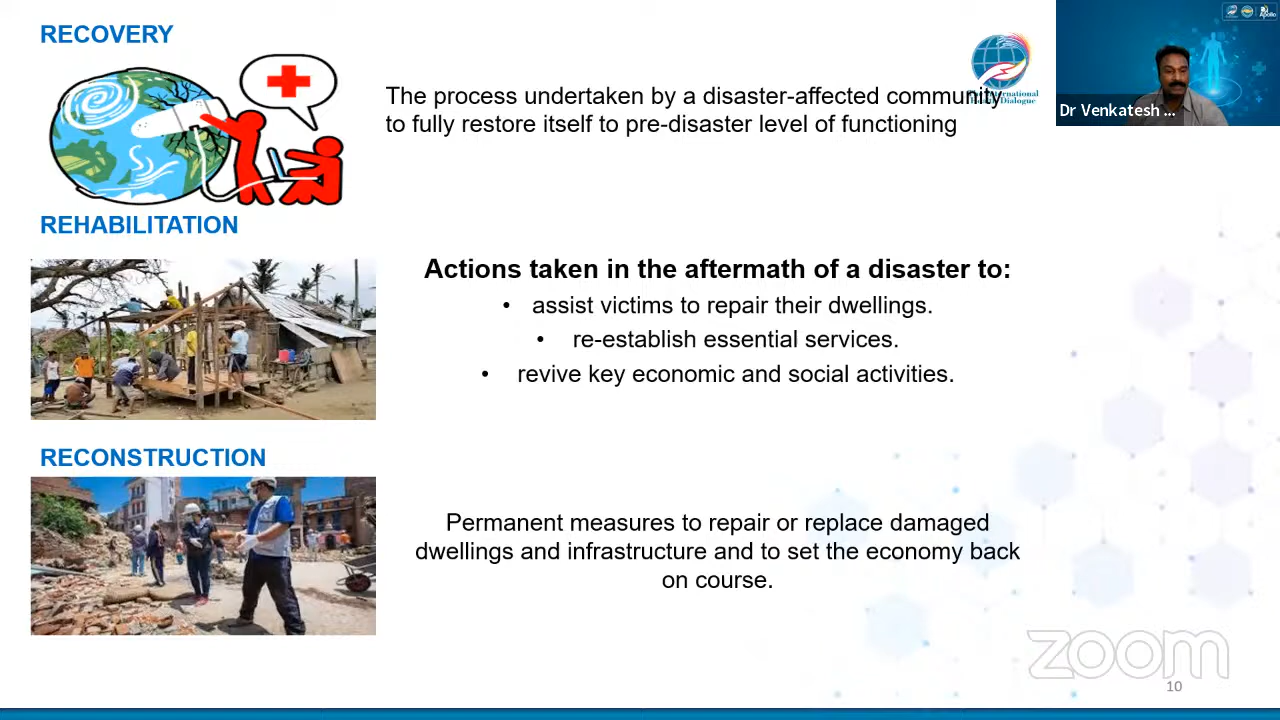 RECOVERY
The process undertaken by a disaster-affected community
to fully restore itself to pre-disaster level of functioning
Dr Venkatesh ...
REHABILITATION
Actions taken in the aftermath of a disaster to:
• assist victims to repair their dwellings.
• re-establish essential services.
• revive key economic and social activities.
RECONSTRUCTION
Permanent measures to repair or replace damaged
dwellings and infrastructure and to set the economy back
on course.
zoom
10